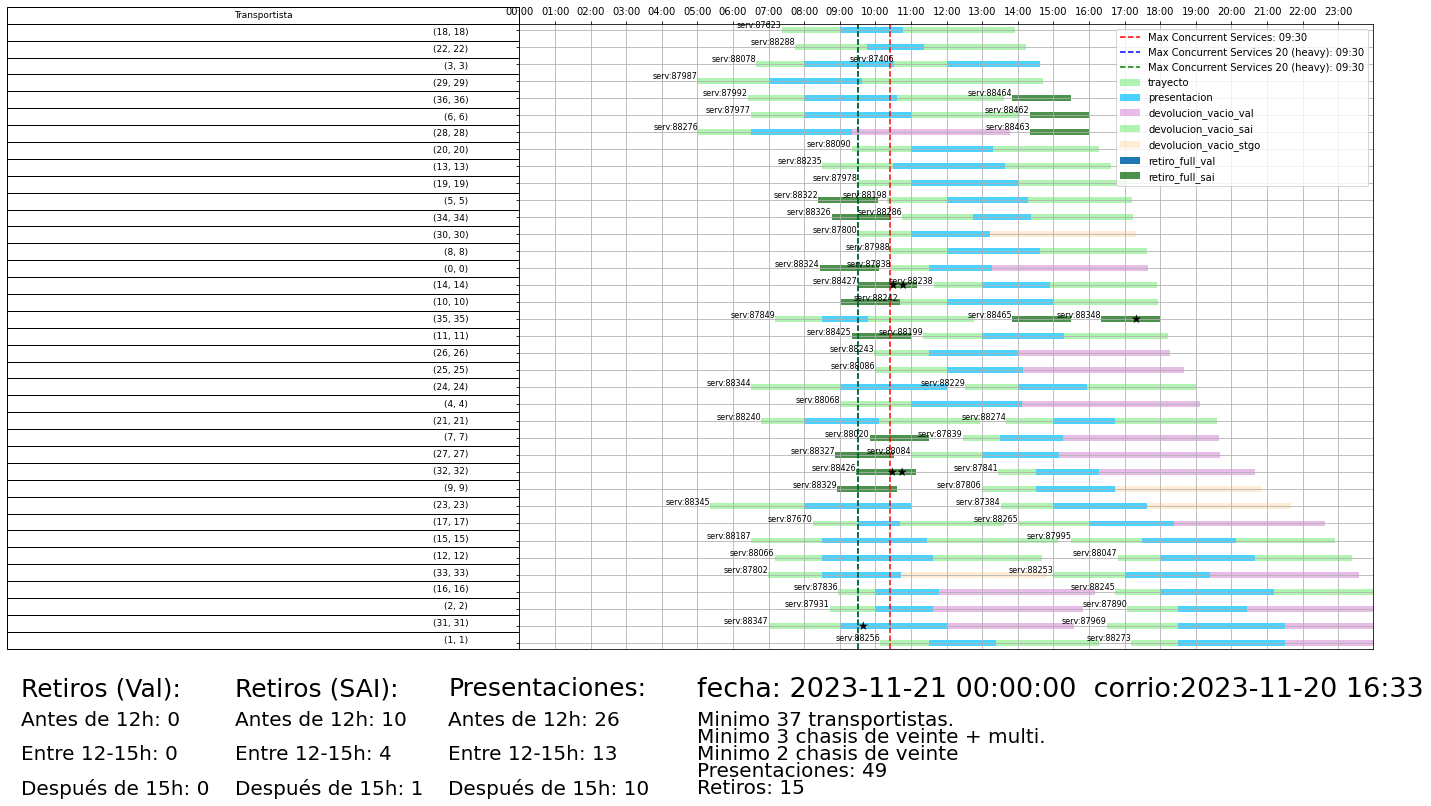 Transportista
00:00 01:00 02:00 03:00 04:00 05:00 06:00 07:00 08:00 09:00 10:00 11:00 12:00 13:00 14:00 15:00 16:00 17:00 18:00 19:00 20:00 21:00 22:00 23:00
(18, 18) serv:87823
(22, 22) serv:88288
(3, 3) serv:88078 serv:87406
(29, 29) serv:87987
(36, 36) serv:87992 serv:88464
(6, 6) serv:87977 serv:88462
(28, 28) serv:88276 serv:88463
(20, 20) serv:88090
(13, 13) serv:88235
(19, 19) serv:87978
(5, 5) serv:88322 serv:88198
(34, 34) serv:88326 serv:88286
(30, 30) serv:87800
(8, 8) serv:87988
(0, 0) serv:88324 serv:87838
(14, 14) serv:88427 serv:88238
(10, 10) serv:88242
(35, 35) serv:87849 serv:88465 serv:88348
(11, 11) serv:88425 serv:88199
(26, 26) serv:88243
(25, 25) serv:88086
(24, 24) serv:88344 serv:88229
(4, 4) serv:88068
(21, 21) serv:88240 serv:88274
(7, 7) serv:88020 serv:87839
(27, 27) serv:88327 serv:88084
(32, 32) serv:88426 serv:87841
(9, 9) serv:88329 serv:87806
(23, 23) serv:88345 serv:87384
(17, 17) serv:87670 serv:88265
(15, 15) serv:88187 serv:87995
(12, 12) serv:88066 serv:88047
(33, 33) serv:87802 serv:88253
(16, 16) serv:87836 serv:88245
(2, 2) serv:87931 serv:87890
(31, 31) serv:88347 serv:87969
(1, 1) serv:88256 serv:88273
Max Concurrent Services: 09:30
Max Concurrent Services 20 (heavy): 09:30
Max Concurrent Services 20 (heavy): 09:30
trayecto
presentacion
devolucion_vacio_val
devolucion_vacio_sai
devolucion_vacio_stgo
retiro_full_val
retiro_full_sai
Retiros (Val):
Antes de 12h: 0
Entre 12-15h: 0
Después de 15h: 0
Retiros (SAI):
Antes de 12h: 10
Entre 12-15h: 4
Después de 15h: 1
Presentaciones:
Antes de 12h: 26
Entre 12-15h: 13
Después de 15h: 10
fecha: 2023-11-21 00:00:00 corrio:2023-11-20 16:33
Minimo 37 transportistas.
Minimo 3 chasis de veinte + multi.
Minimo 2 chasis de veinte
Presentaciones: 49
Retiros: 15